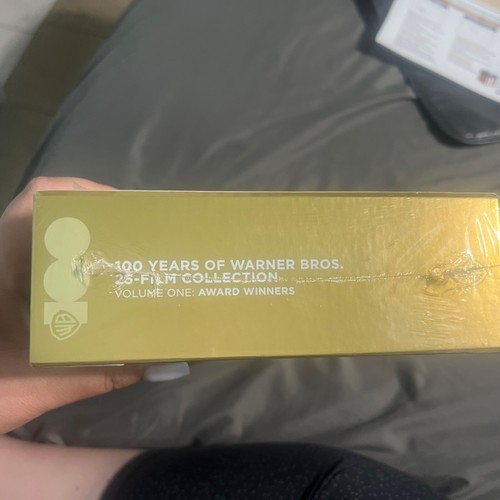 100 YEARS OF WARNER BROS.
25-FILM COLLECTION
VOLUME ONE: AWARD WINNERS